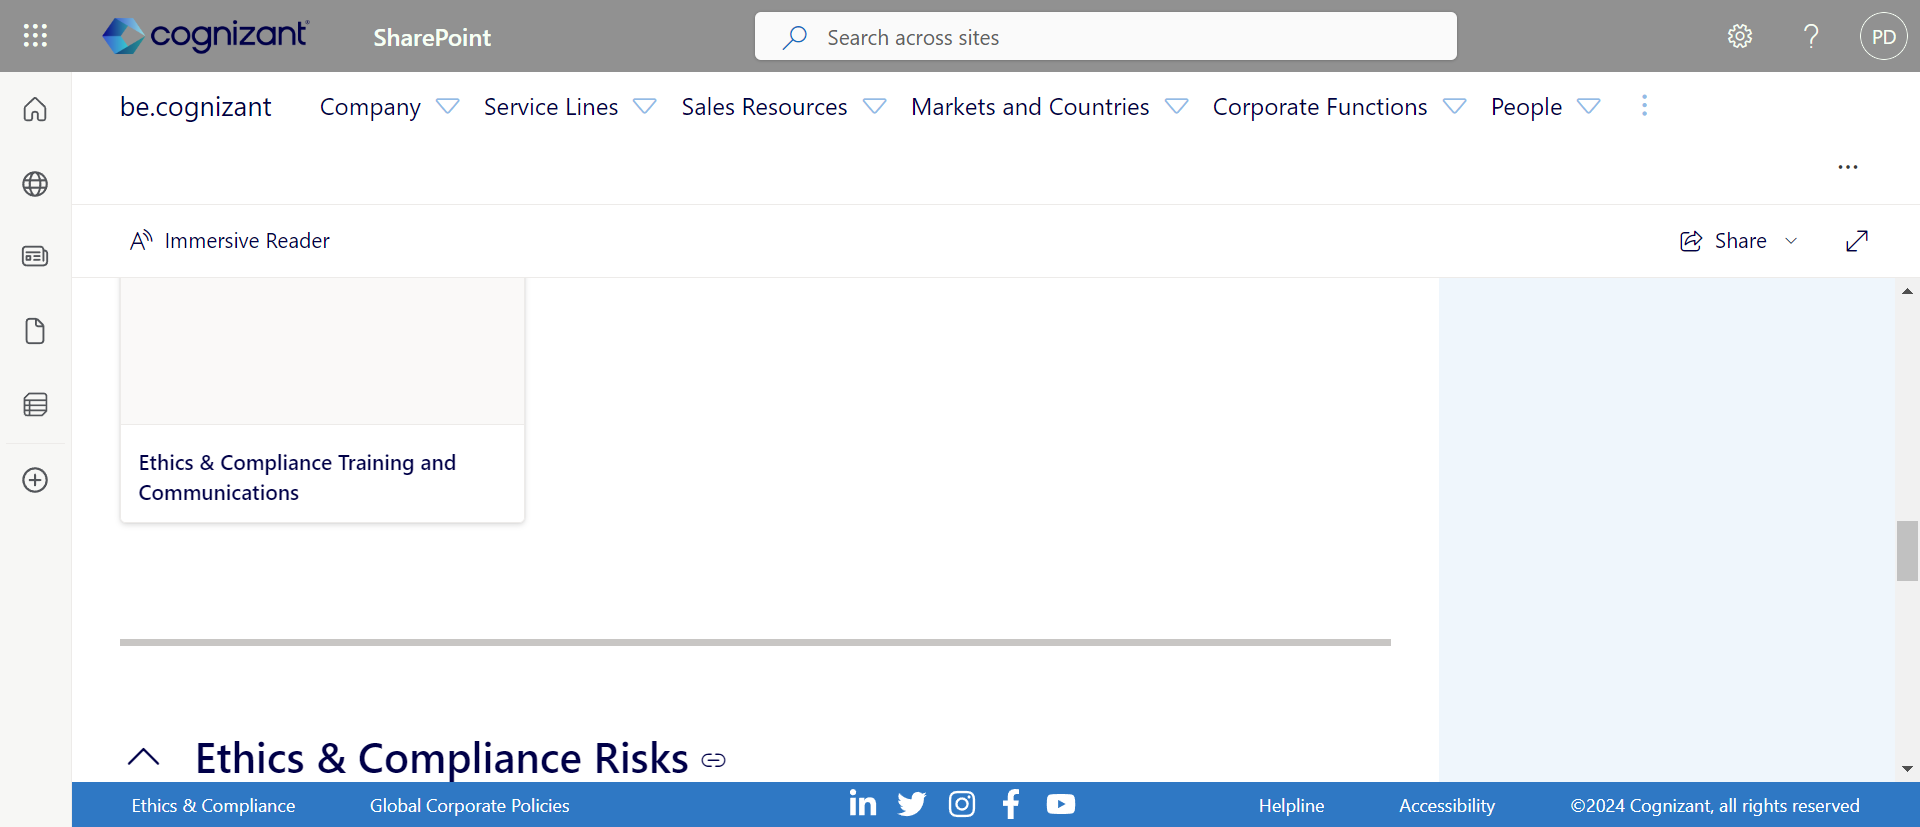 cognizant
SharePoint
Search across sites
PD
be.cognizant
Company
Service Lines
Sales Resources
Markets and Countries
Corporate Functions
People
Immersive Reader
Share
Ethics & Compliance Training and
Communications
Ethics & Compliance Risks
Ethics & Compliance
Global Corporate Policies
Helpline
Accessibility
©2024 Cognizant, all rights reserved